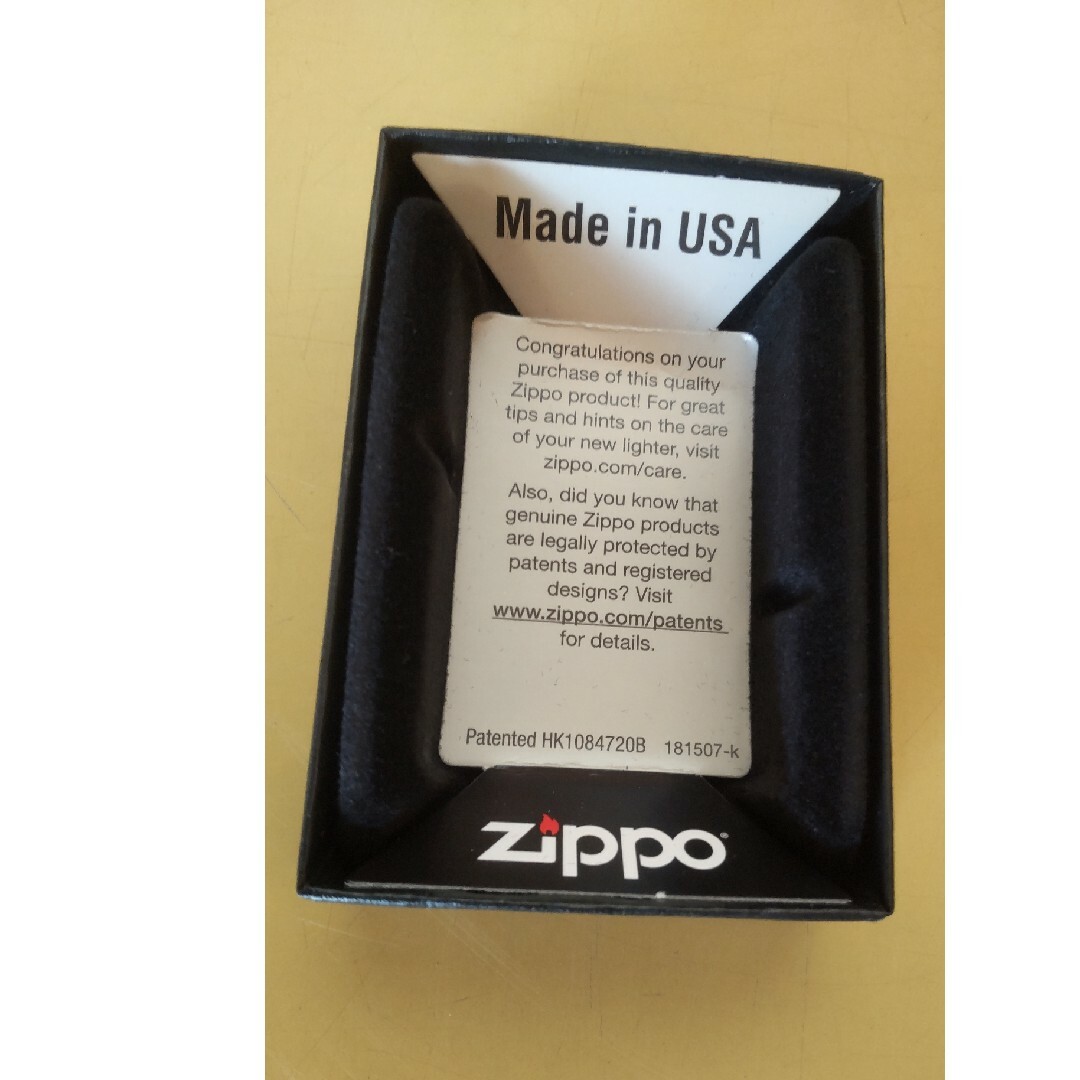 Made in USA
Congratulations on your
purchase of this quality
Zippo product! For great
tips and hints on the care
of your new lighter, visit
zippo.com/care.
Also, did you know that
genuine Zippo products
are legally protected by
patents and registered
designs? Visit
www.zippo.com/patents
for details.
Patented HK1084720B 181507-k
zippo